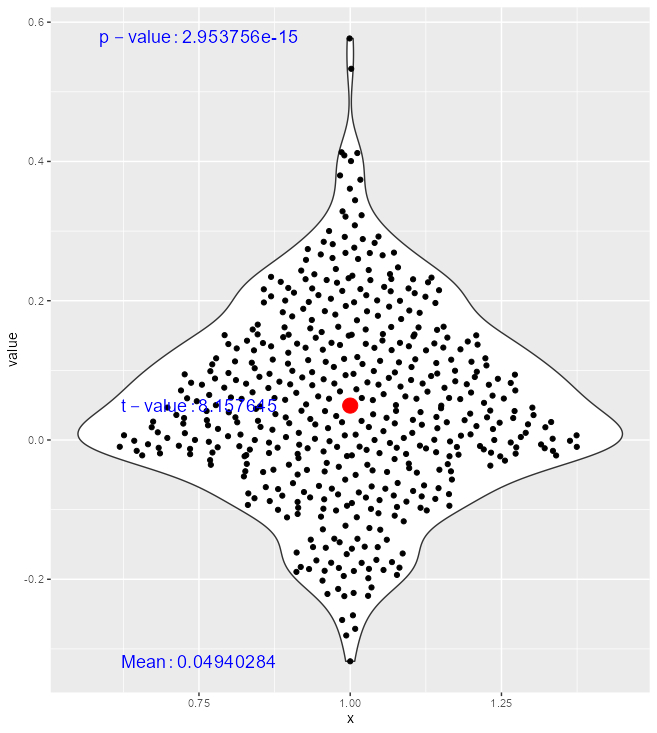 0.6
p − value : 2.953756e-15
0.4
0.2
value
t − value : 8.157645
0.0
-0.2
Mean : 0.04940284
0.75
1.00
1.25
x